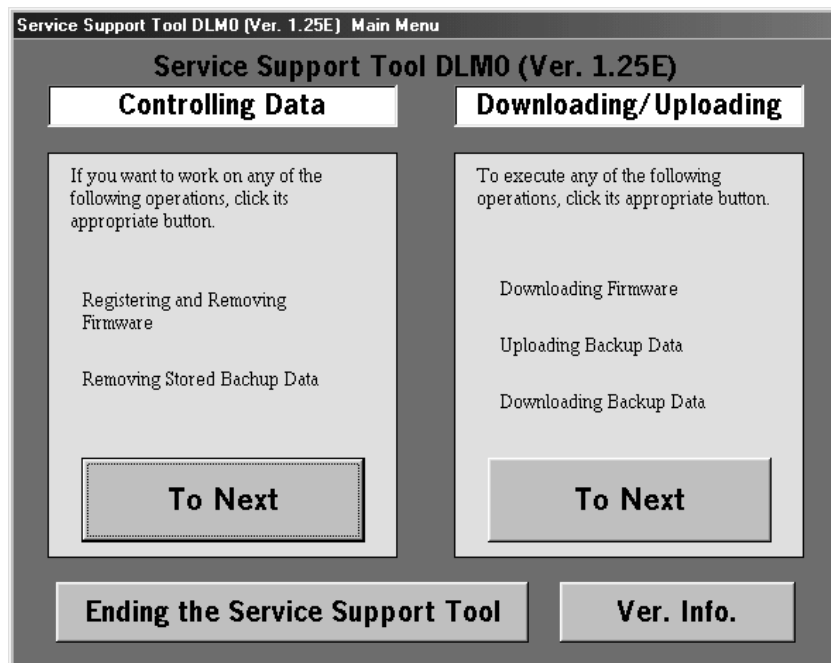 Service Support Tool DLM0 (Ver. 1.25E) Main Menu
Service Support Tool DLM0 (Ver. 1.25E)
Controlling Data
If you want to work on any of the
following operations, click its
appropriate button.
Registering and Removing
Firmware
Removing Stored Bachup Data
To Next
Downloading/Uploading
To execute any of the following
operations, click its appropriate button.
Downloading Firmware
Uploading Backup Data
Downloading Backup Data
To Next
Ending the Service Support Tool
Ver. Info.